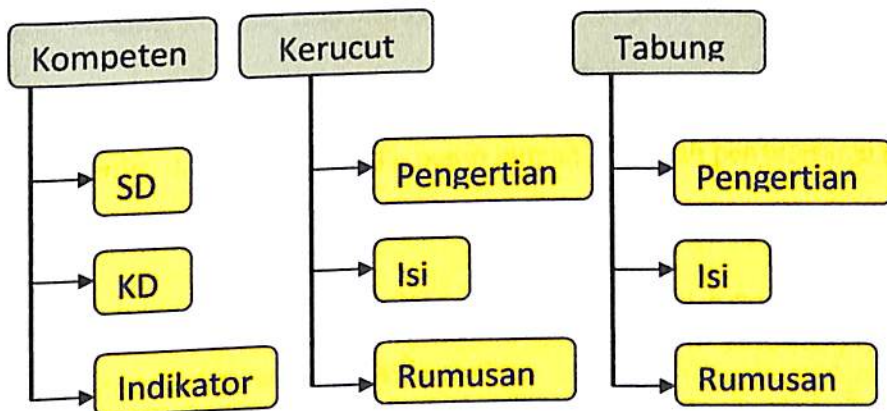 Kompeten
SD
KD
Indikator
Kerucut
Pengertian
Isi
Rumusan
Tabung
Pengertian
Isi
Rumusan